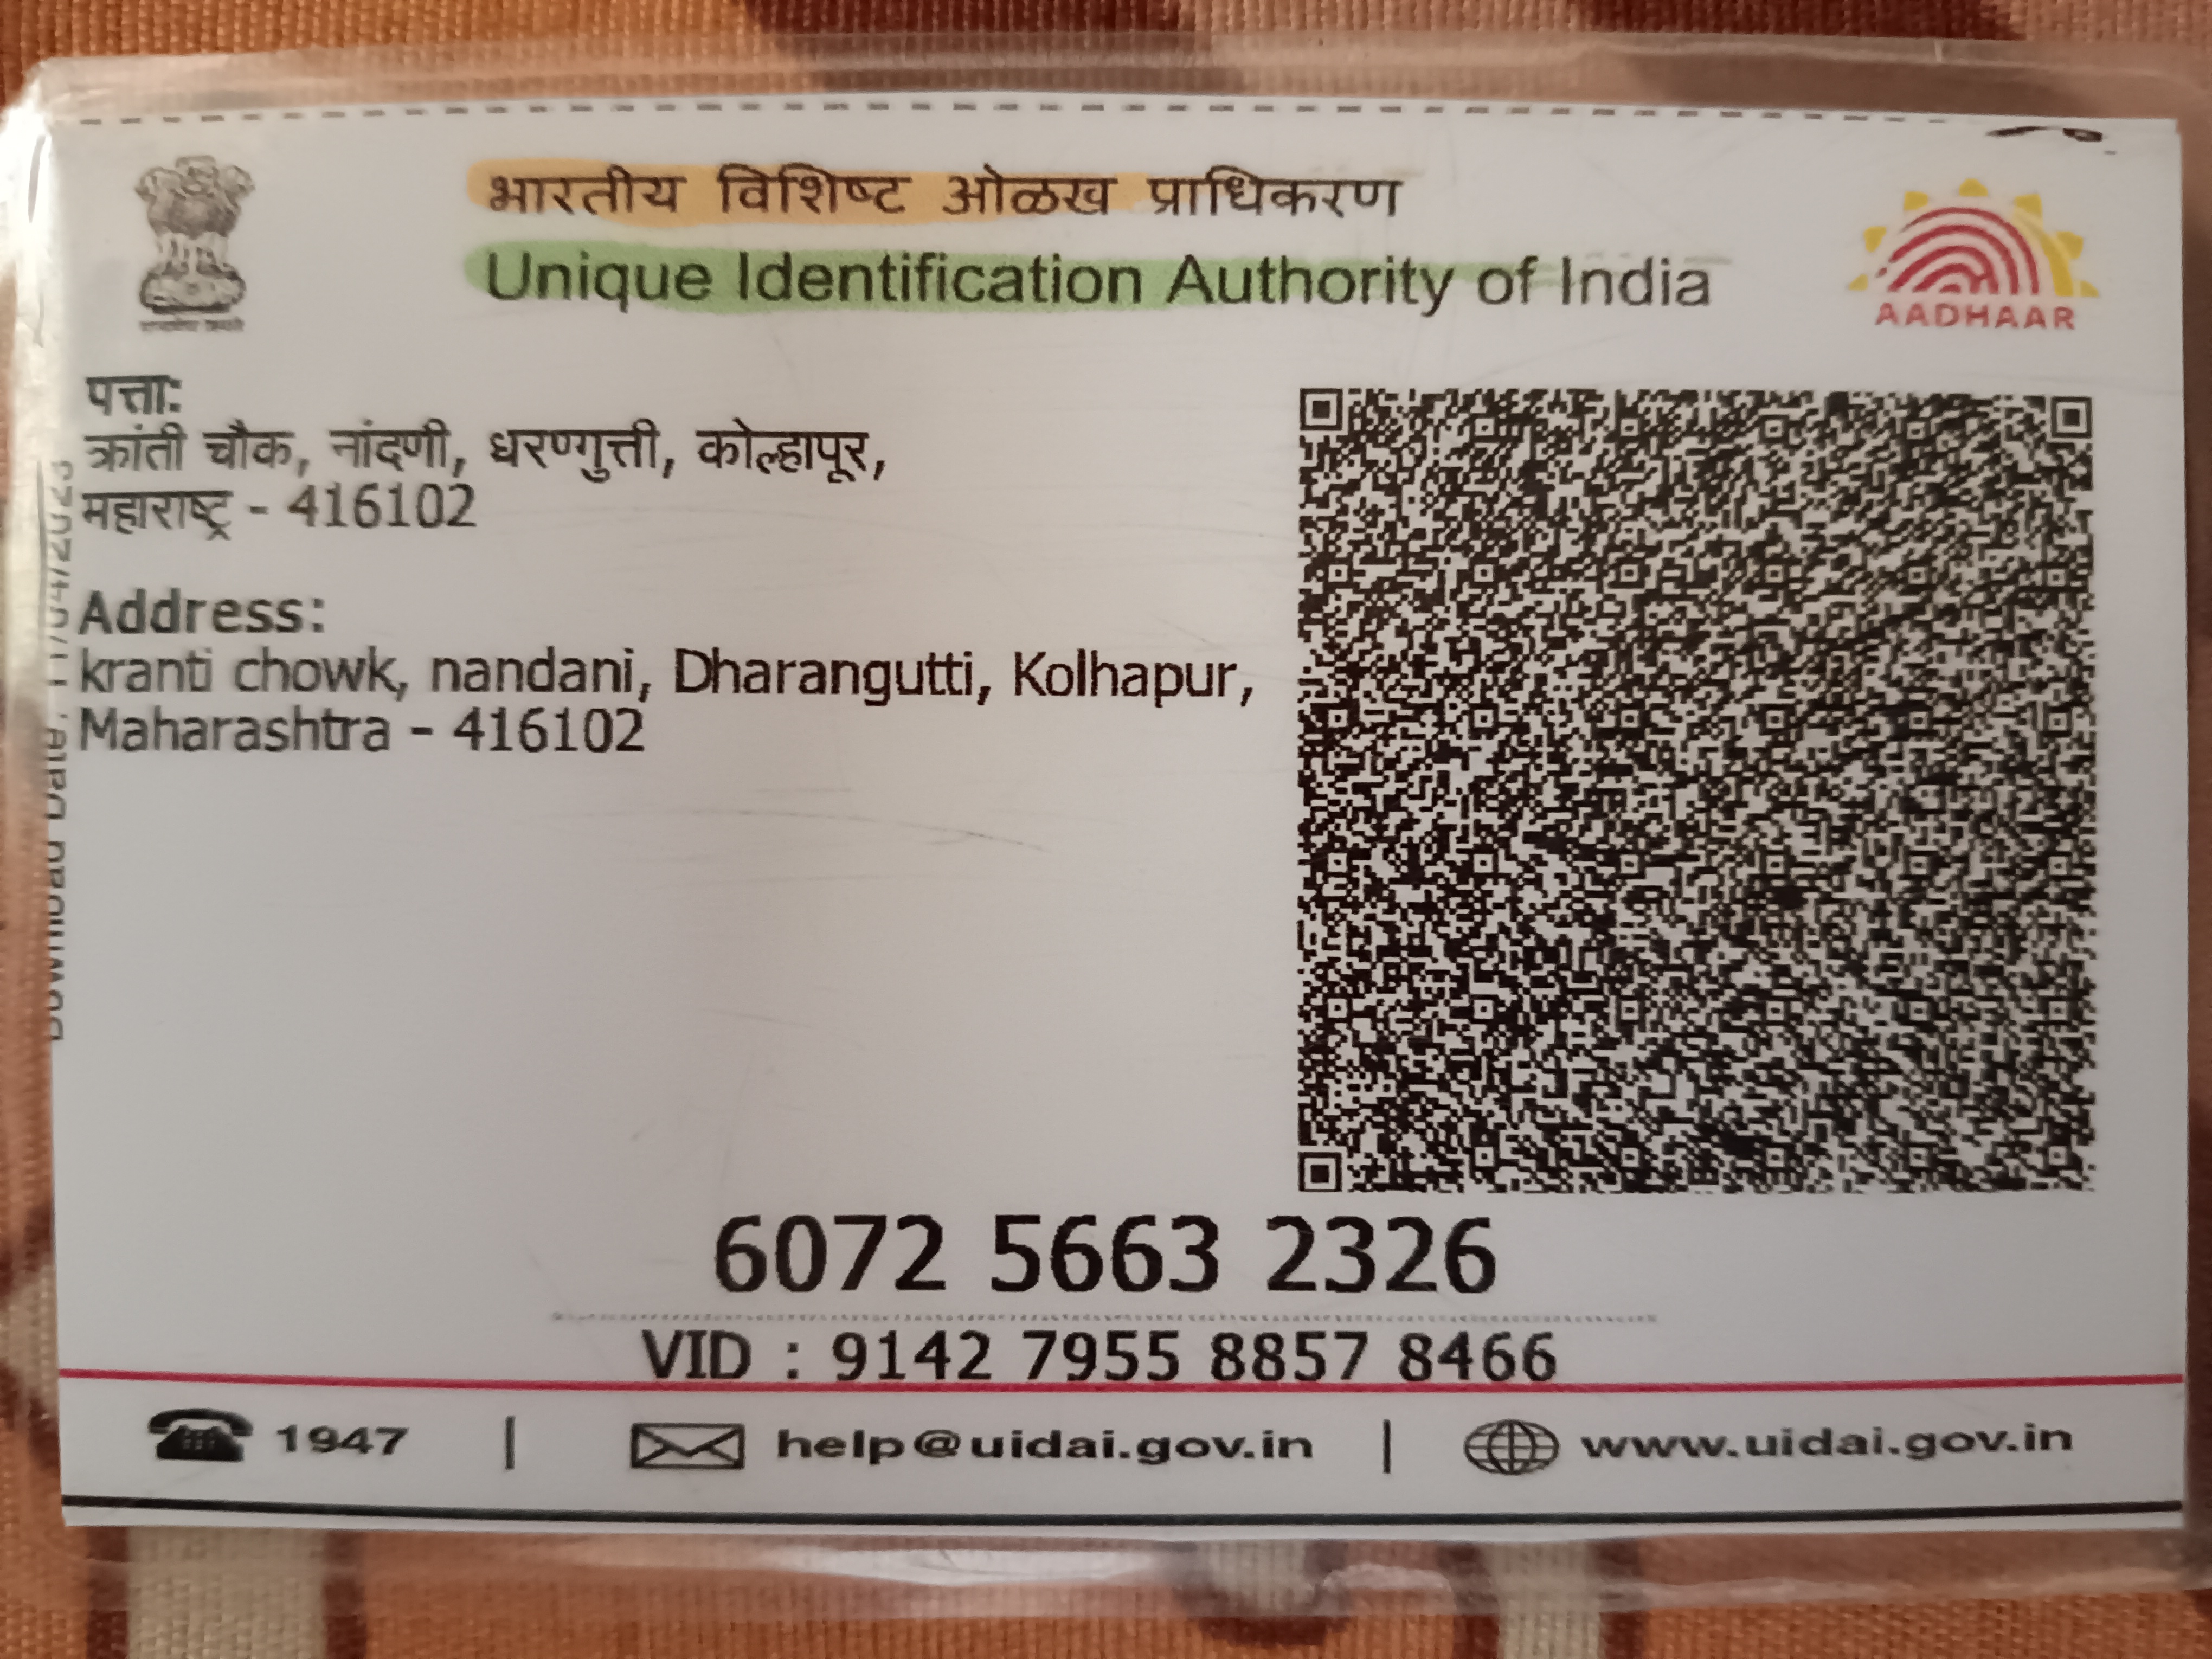 भारतीय विशिष्ट ओळख प्राधिकरण
Unique Identification Authority of India
AADHAAR
पत्ता:
क्रांती चौक, नांदणी, धरणगुत्ती, कोल्हापूर,
महाराष्ट्र - 416102
Address:
kranti chowk, nandani, Dharangutti, Kolhapur,
Maharashtra - 416102
Download Date:
6072 5663 2326
VID : 9142 7955 8857 8466
1947 | help@uidai.gov.in | www.uidai.gov.in